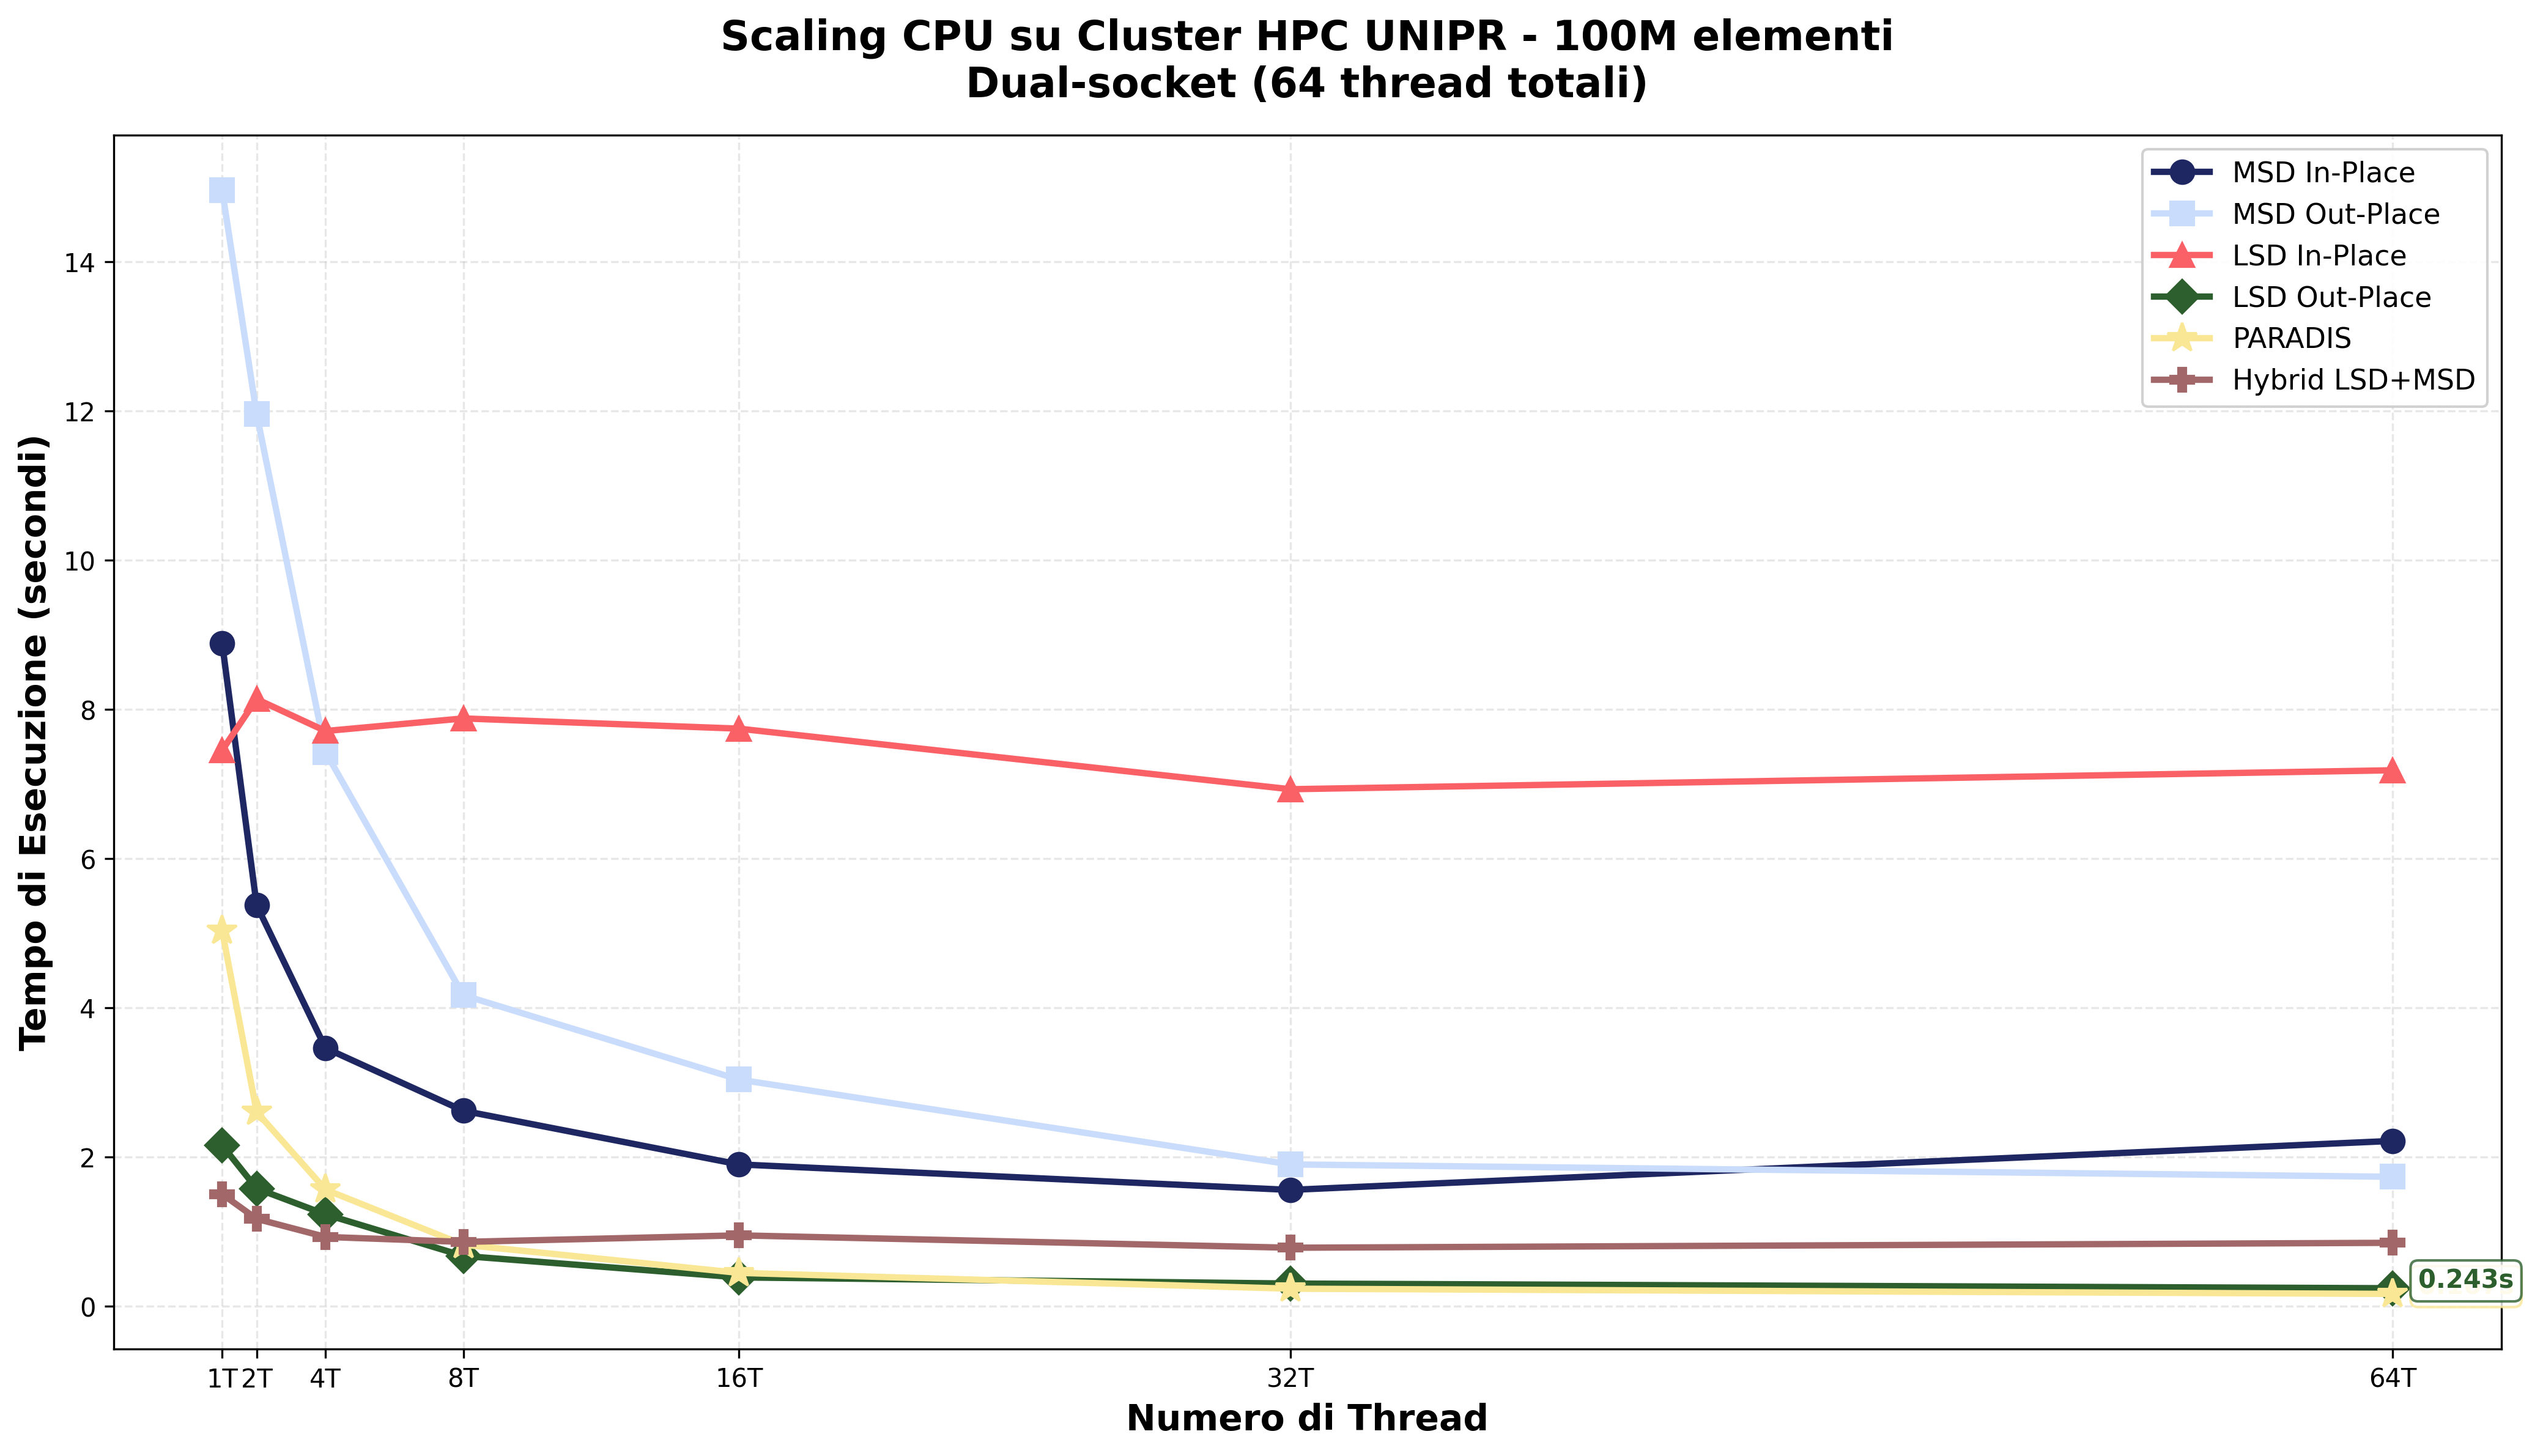 Scaling CPU su Cluster HPC UNIPR - 100M elementi
Dual-socket (64 thread totali)
Tempo di Esecuzione (secondi)
14
12
10
8
6
4
2
0
MSD In-Place
MSD Out-Place
LSD In-Place
LSD Out-Place
PARADIS
Hybrid LSD+MSD
0.243s
1T 2T 4T 8T 16T 32T 64T
Numero di Thread